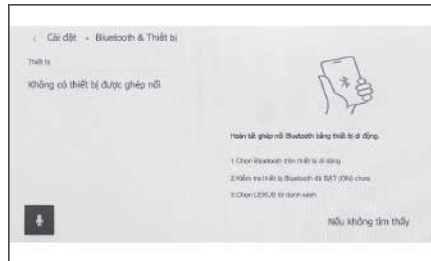 < Cài đặt • Bluetooth & Thiết bị
Thiết bị
Không có thiết bị được ghép nối
Hoàn tất ghép nối Bluetooth bằng thiết bị di động.
1.Chọn Bluetooth trên thiết bị di động
2.Kiểm tra thiết bị Bluetooth đã BẬT (ON) chưa
3.Chọn từ danh sách
Nếu không tìm thấy